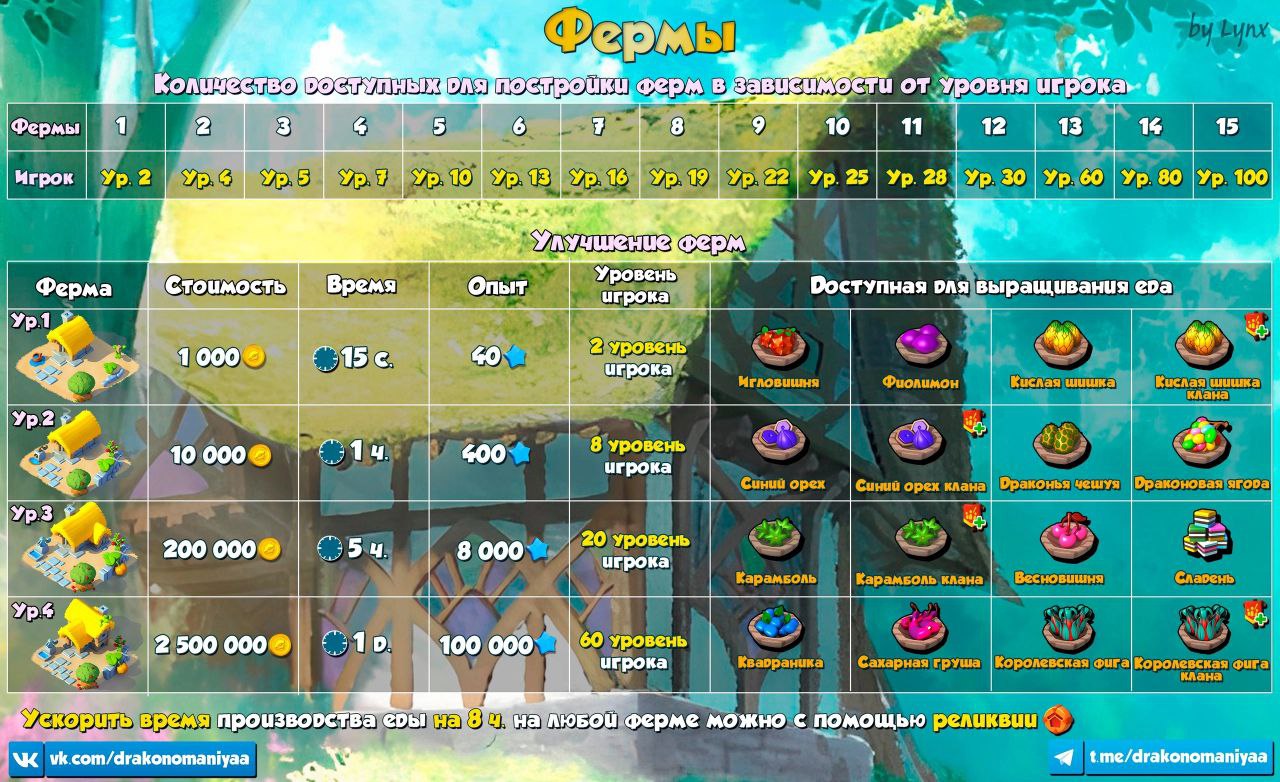 Фермы
by Lynx
Количество доступных для постройки ферм в зависимости от уровня игрока
Фермы 1 2 3 4 5 6 7 8 9 10 11 12 13 14 15
Игрок Ур. 2 Ур. 4 Ур. 5 Ур. 7 Ур. 10 Ур. 13 Ур. 16 Ур. 19 Ур. 22 Ур. 25 Ур. 28 Ур. 30 Ур. 60 Ур. 80 Ур. 100
Улучшение ферм
Ферма Стоимость Время Опыт Уровень игрока Доступная для выращивания еда
Ур.1 1 000 15 с. 40 2 уровень игрока Игловишня Фиолимон Кислая шишка Кислая шишка клана
Ур.2 10 000 1 ч. 400 8 уровень игрока Синий орех Синий орех клана Драконья чешуя Драконовая ягода
Ур.3 200 000 5 ч. 8 000 20 уровень игрока Карамболь Карамболь клана Весновишня Сладень
Ур.4 2 500 000 1 д. 100 000 60 уровень игрока Квадраника Сахарная груша Королевская фига Королевская фига клана
Ускорить время производства еды на 8 ч. на любой ферме можно с помощью реликвии
vk.com/drakonomaniyaa
t.me/drakonomaniyaa